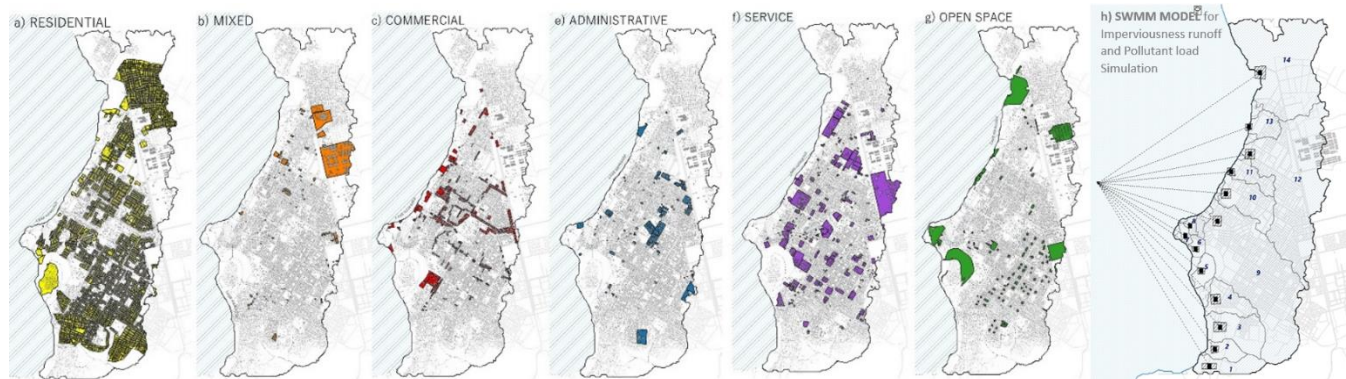 a) RESIDENTIAL
b) MIXED
c) COMMERCIAL
e) ADMINISTRATIVE
f) SERVICE
g) OPEN SPACE
h) SWMM MODEL for
Imperviousness runoff
and Pollutant load
Simulation
14
13
12
11
10
9
6
5
4
3
2
1